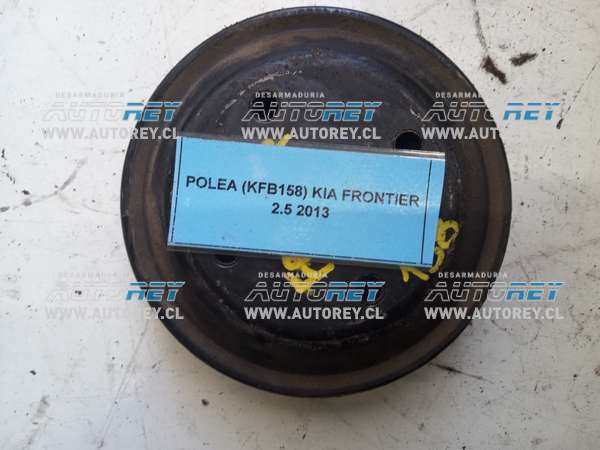 DESARMADURIA DESARMADURIA DESARMADURIA
AUTOREY AUTOREY AUTOREY
WWW.AUTOREY.CL WWW.AUTOREY.CL WWW.AUTOREY.CL
POLEA (KFB158) KIA FRONTIER
2.5 2013
158
DESARMADURIA DESARMADURIA DESARMADURIA
AUTOREY AUTOREY AUTOREY
WWW.AUTOREY.CL WWW.AUTOREY.CL WWW.AUTOREY.CL